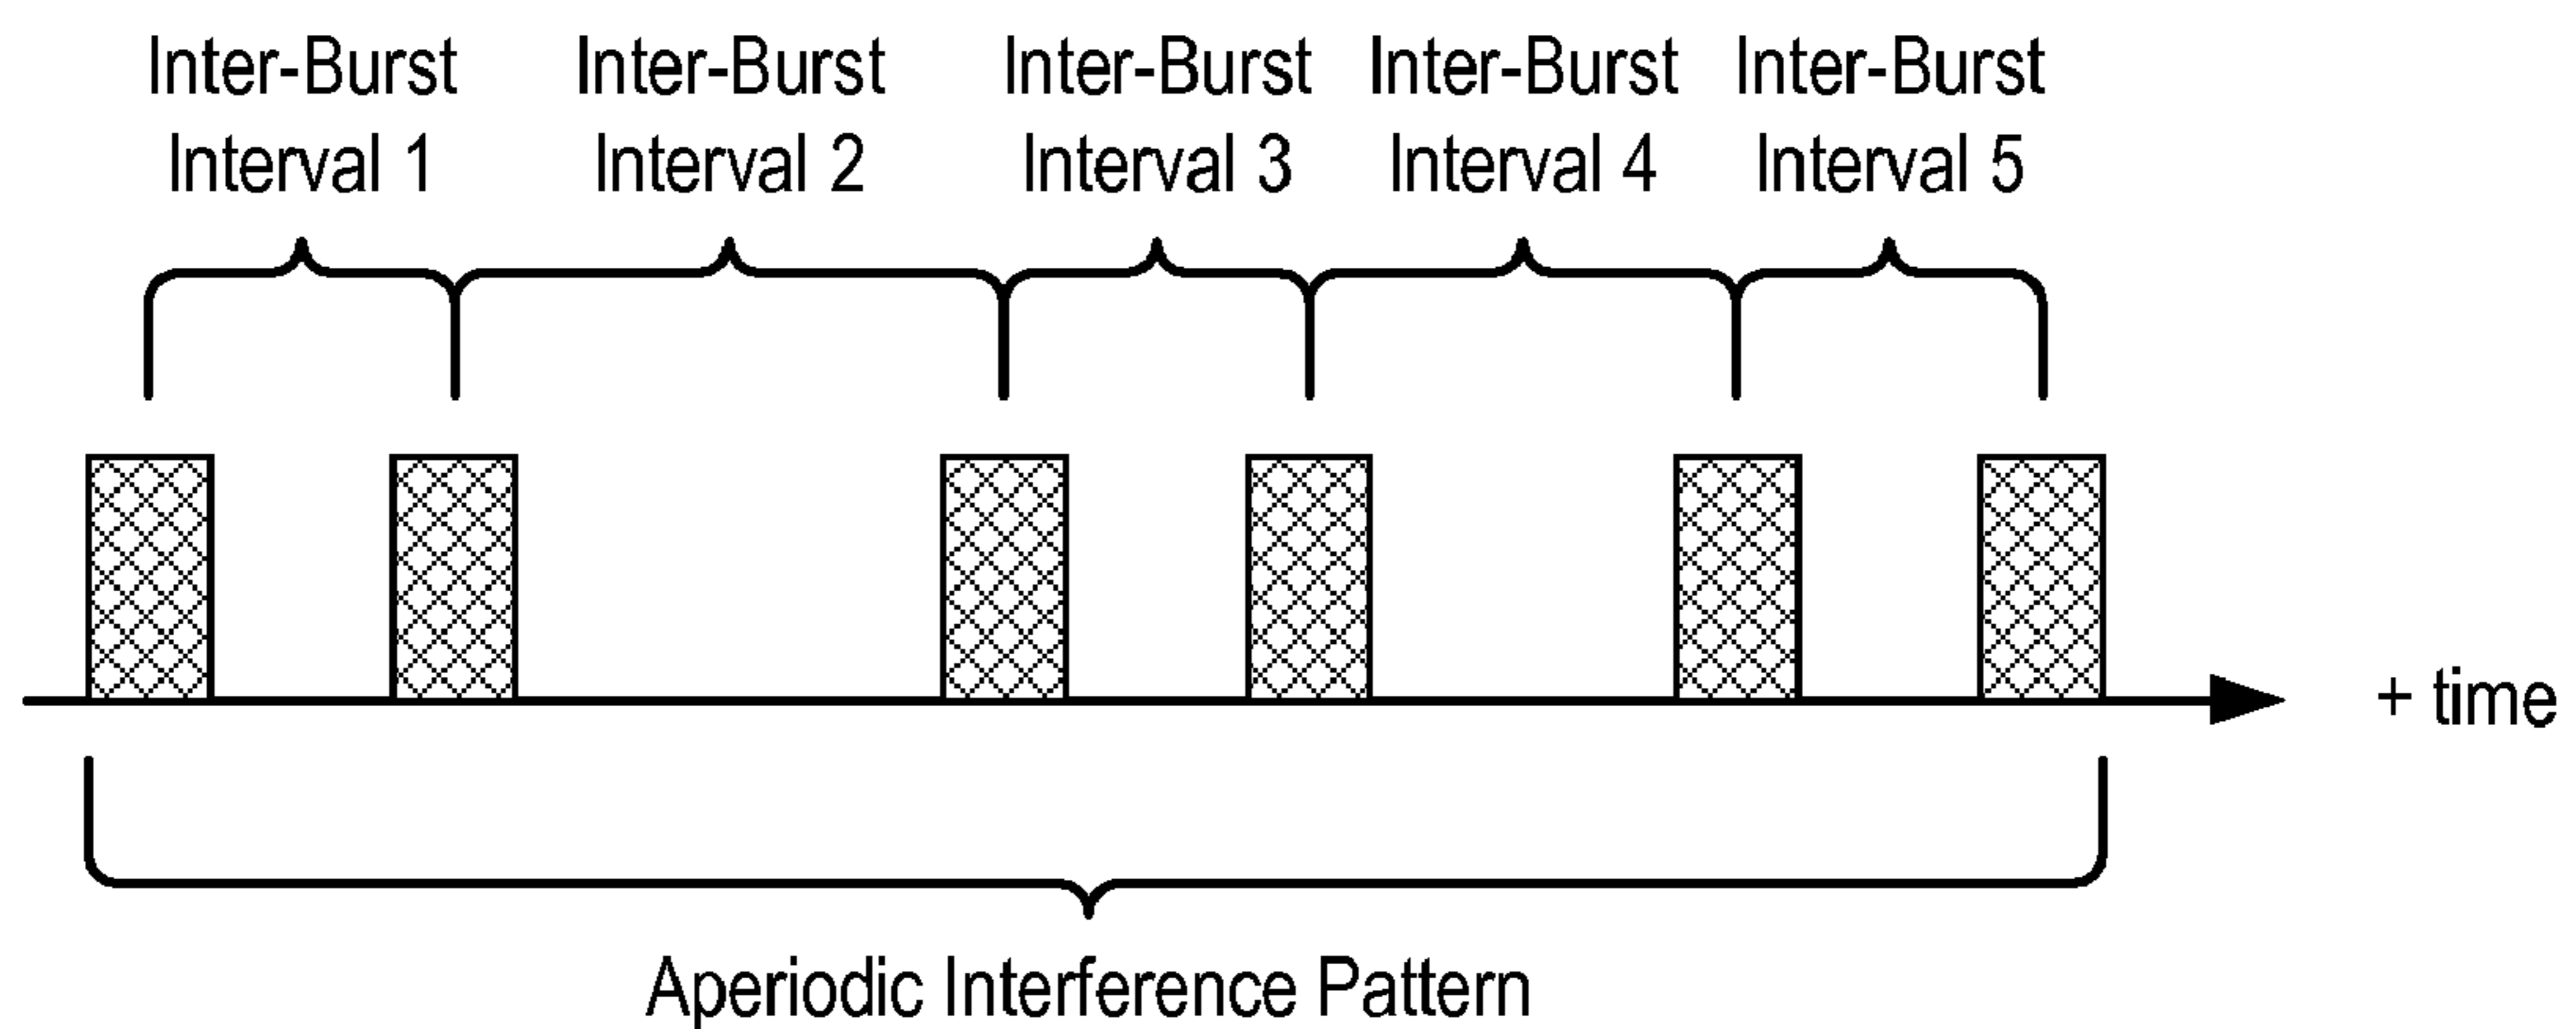 Inter-Burst
Interval 1
Inter-Burst
Interval 2
Inter-Burst
Interval 3
Inter-Burst
Interval 4
Inter-Burst
Interval 5
+ time
Aperiodic Interference Pattern